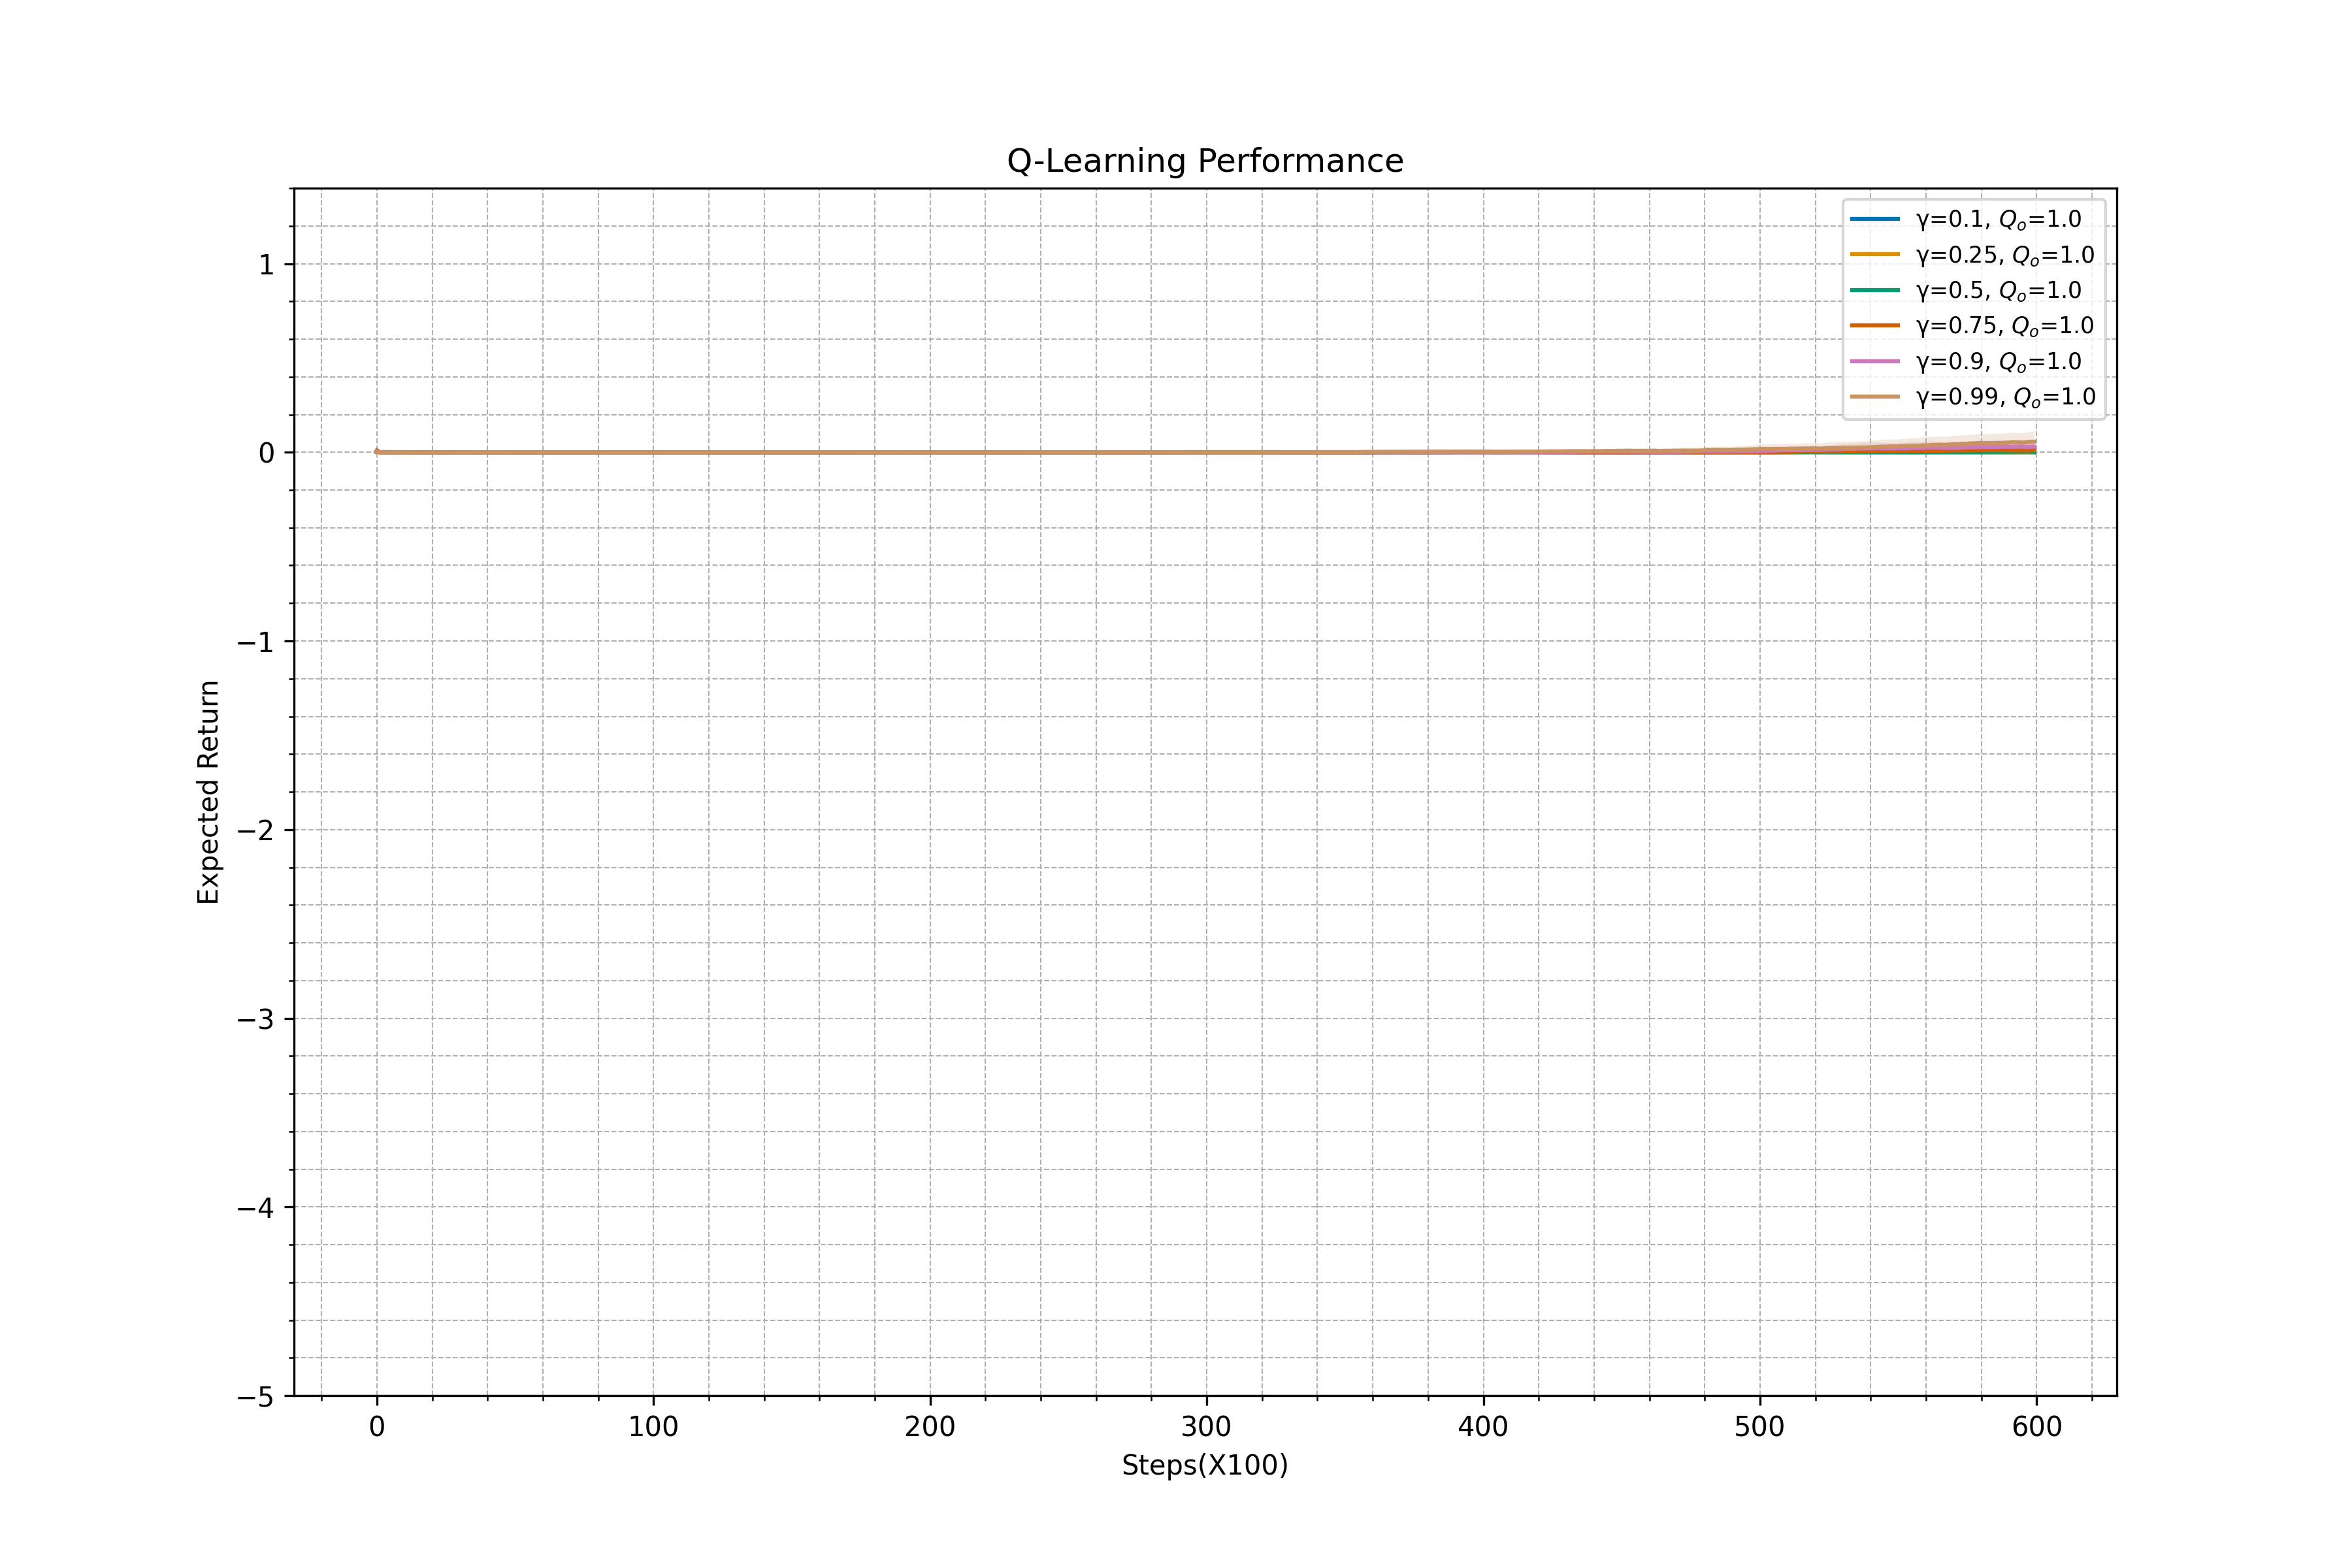 Q-Learning Performance
γ=0.1, Qₒ=1.0
γ=0.25, Qₒ=1.0
γ=0.5, Qₒ=1.0
γ=0.75, Qₒ=1.0
γ=0.9, Qₒ=1.0
γ=0.99, Qₒ=1.0
1
0
−1
−2
−3
−4
−5
Expected Return
0 100 200 300 400 500 600
Steps(X100)